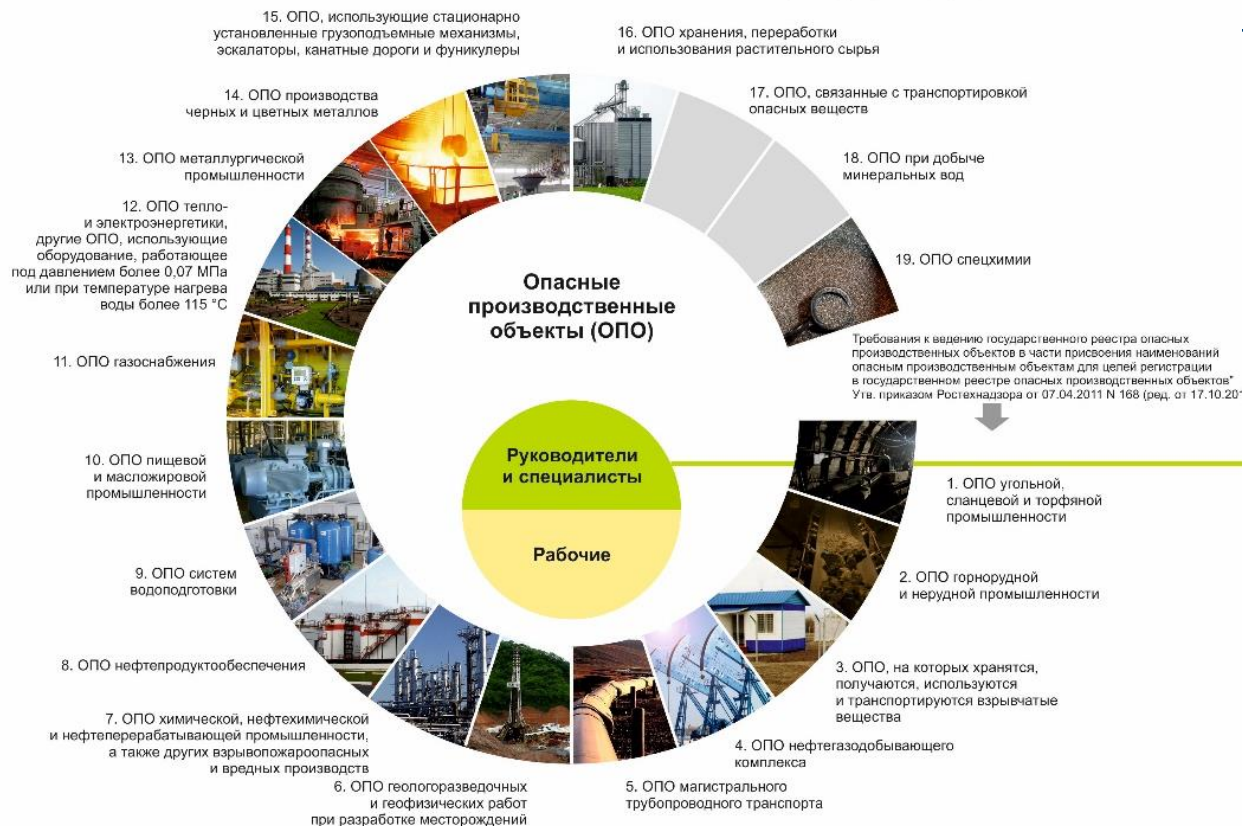 15. ОПО, использующие стационарно
установленные грузоподъемные механизмы,
эскалаторы, канатные дороги и фуникулеры
16. ОПО хранения, переработки
и использования растительного сырья
14. ОПО производства
черных и цветных металлов
17. ОПО, связанные с транспортировкой
опасных веществ
13. ОПО металлургической
промышленности
18. ОПО при добыче
минеральных вод
12. ОПО тепло-
и электроэнергетики,
другие ОПО, использующие
оборудование, работающее
под давлением более 0,07 МПа
или при температуре нагрева
воды более 115 °С
19. ОПО спецхимии
Опасные
производственные
объекты (ОПО)
Требования к ведению государственного реестра опасных
производственных объектов в части присвоения наименований
опасным производственным объектам для целей регистрации
в государственном реестре опасных производственных объектов"
Утв. приказом Ростехнадзора от 07.04.2011 N 168 (ред. от 17.10.201
11. ОПО газоснабжения
Руководители
и специалисты
Рабочие
10. ОПО пищевой
и масложировой
промышленности
1. ОПО угольной,
сланцевой и торфяной
промышленности
9. ОПО систем
водоподготовки
2. ОПО горнорудной
и нерудной промышленности
8. ОПО нефтепродуктообеспечения
3. ОПО, на которых хранятся,
получаются, используются
и транспортируются взрывчатые
вещества
7. ОПО химической, нефтехимической
и нефтеперерабатывающей промышленности,
а также других взрывопожароопасных
и вредных производств
4. ОПО нефтегазодобывающего
комплекса
6. ОПО геологоразведочных
и геофизических работ
при разработке месторождений
5. ОПО магистрального
трубопроводного транспорта